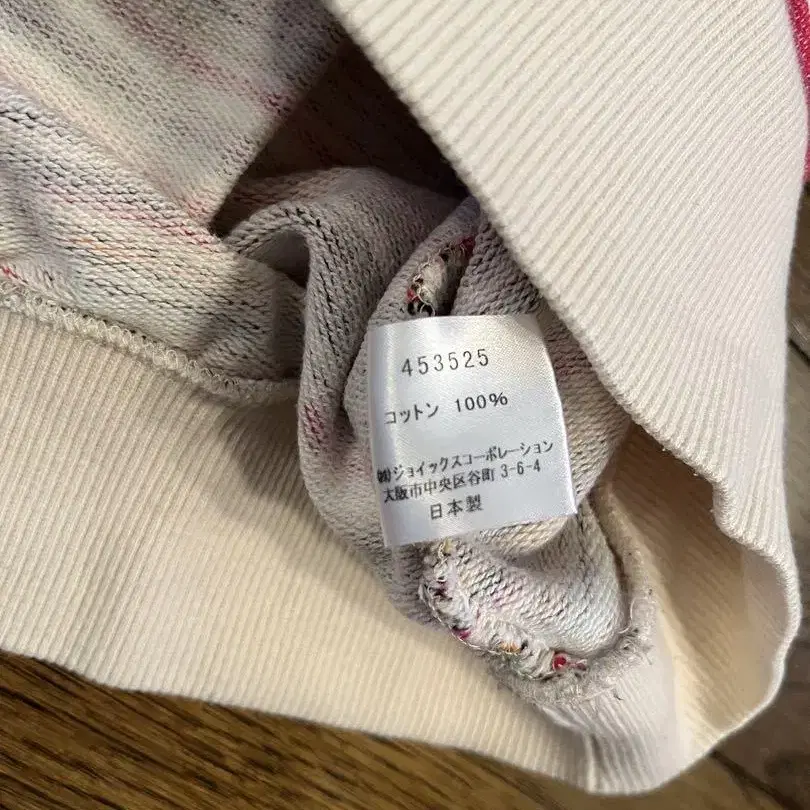 453525
コットン 100%
(株)ジョイックスコーポレーション
大阪市中央区谷町 3-6-4
日本製